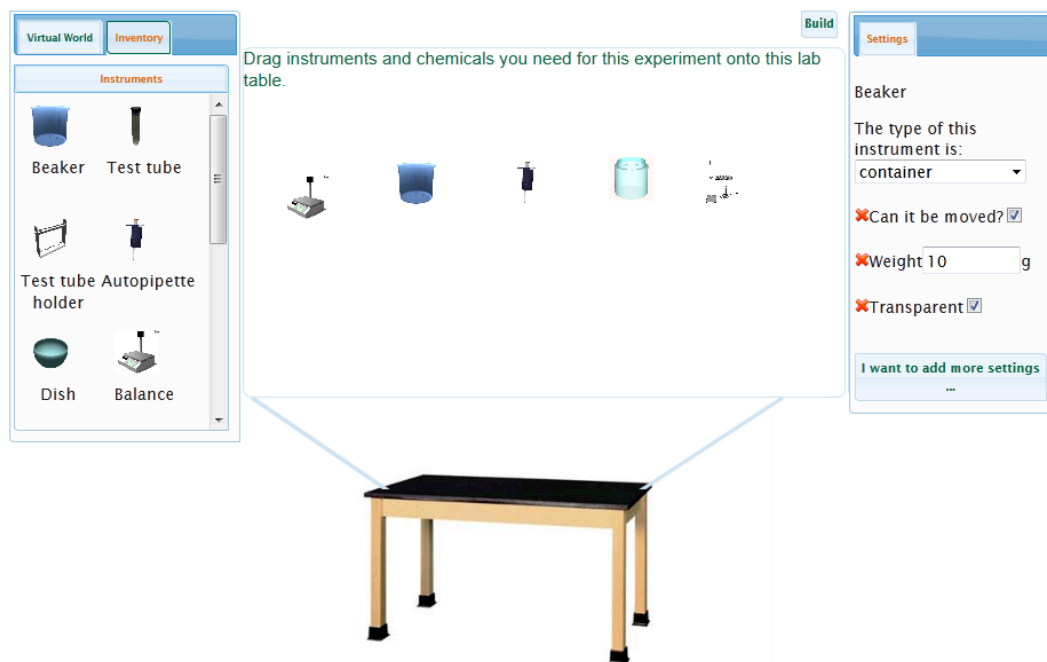 Virtual World
Inventory
Instruments
Beaker
Test tube
Test tube
holder
Autopipette
Dish
Balance
Build
Drag instruments and chemicals you need for this experiment onto this lab
table.
Settings
Beaker
The type of this
instrument is:
container
Can it be moved?
Weight 10 g
Transparent
I want to add more settings
...